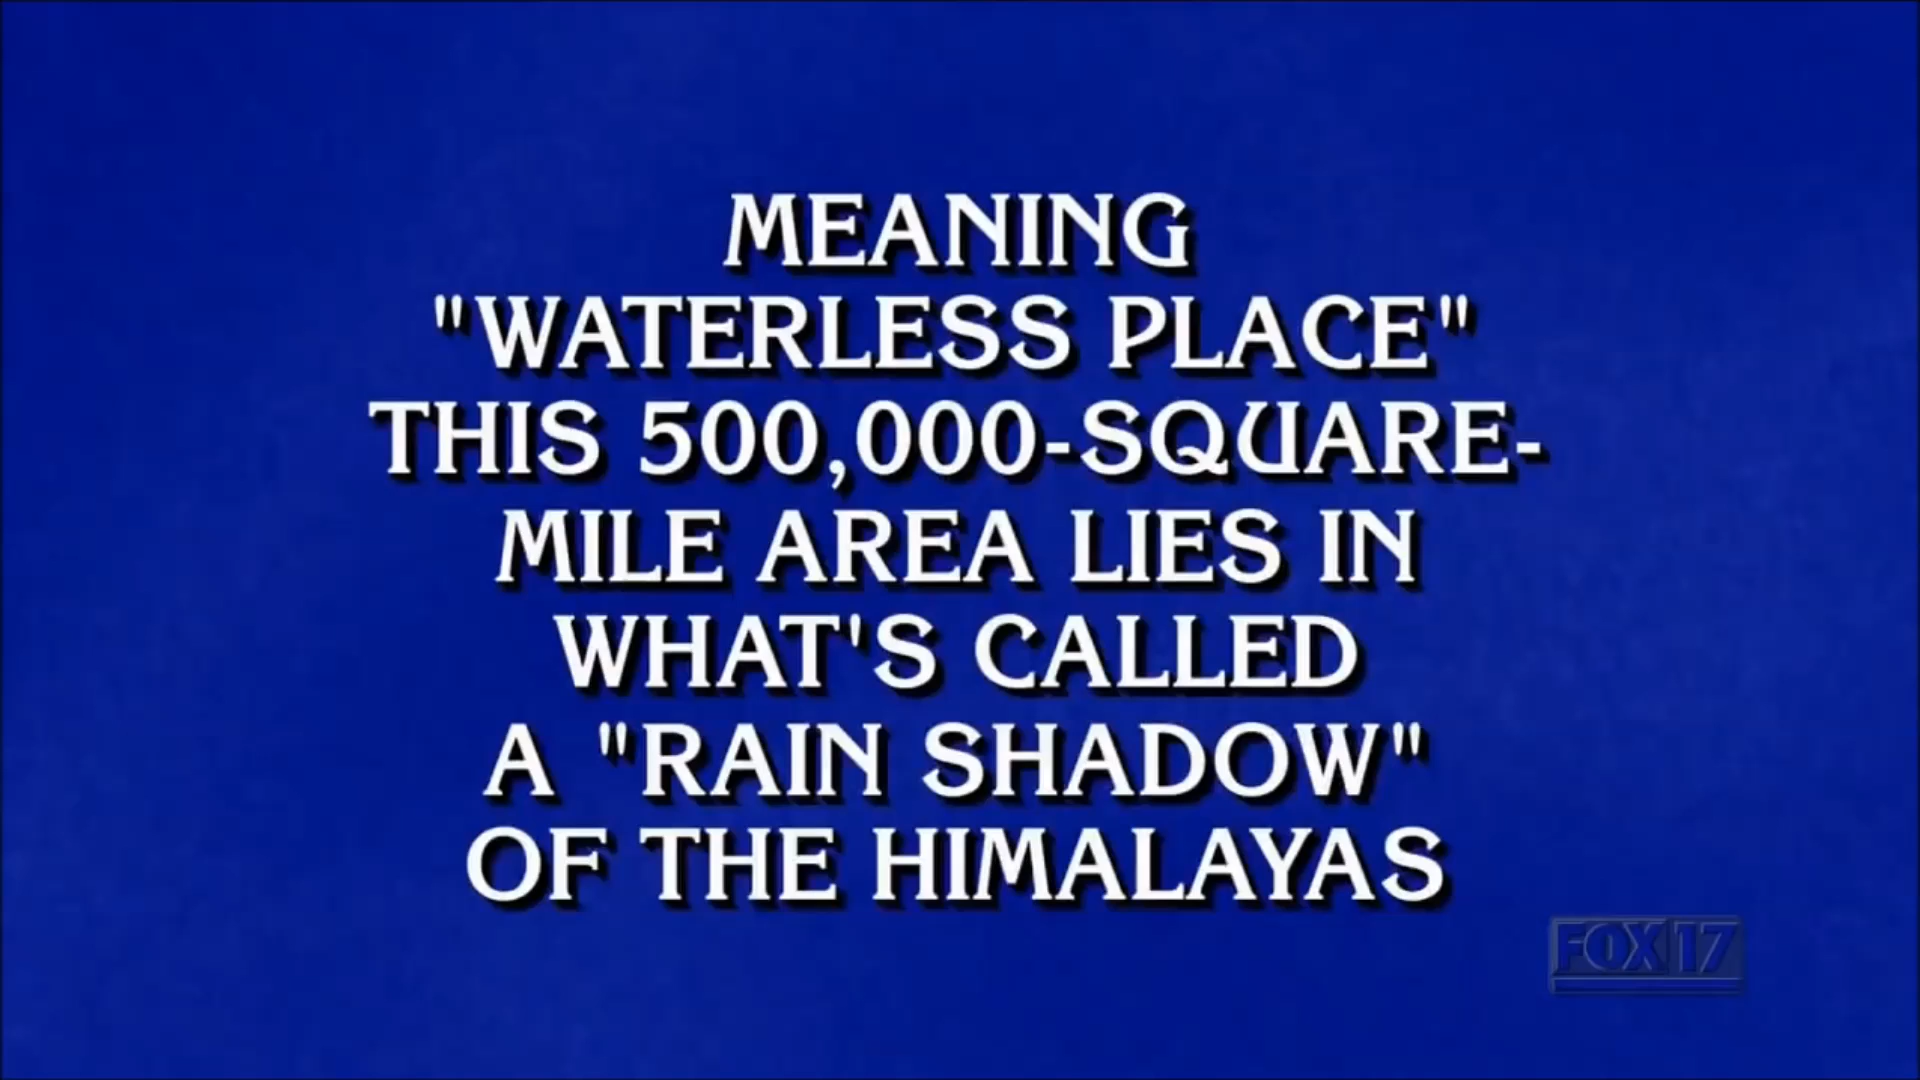 MEANING
"WATERLESS PLACE"
THIS 500,000-SQUARE-
MILE AREA LIES IN
WHAT'S CALLED
A "RAIN SHADOW"
OF THE HIMALAYAS
FOX 17